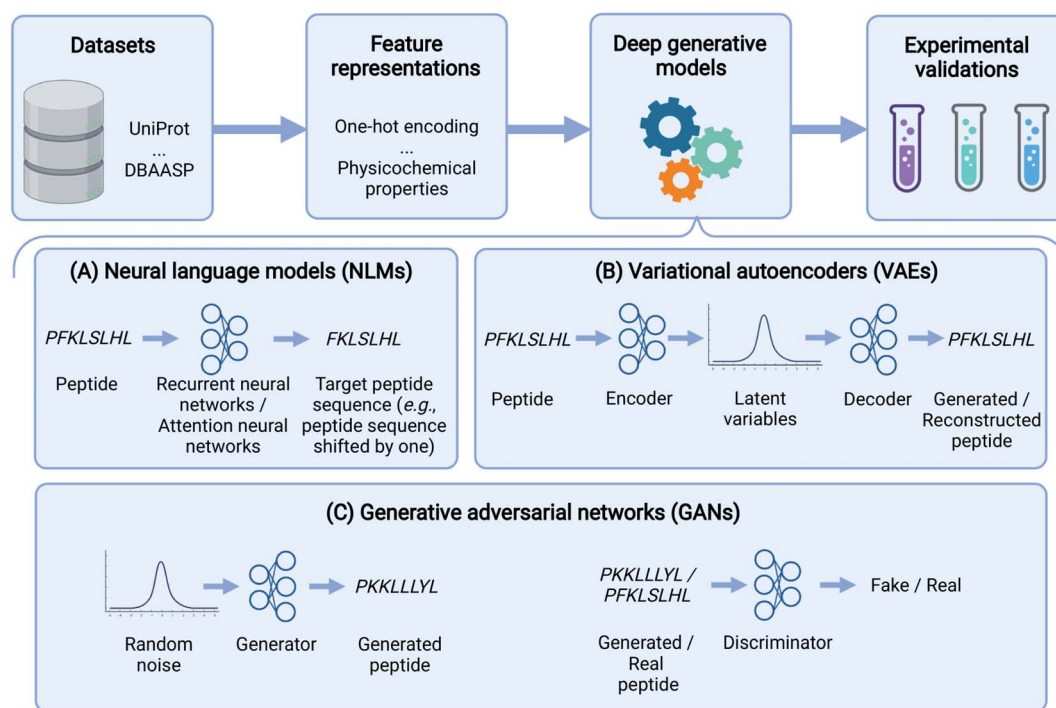 Datasets
UniProt
...
DBAASP
Feature
representations
One-hot encoding
...
Physicochemical
properties
Deep generative
models
Experimental
validations
(A) Neural language models (NLMs)
PFKLSLHL
FKLSLHL
Peptide
Recurrent neural
networks /
Attention neural
networks
Target peptide
sequence (e.g.,
peptide sequence
shifted by one)
(B) Variational autoencoders (VAEs)
PFKLSLHL
PFKLSLHL
Peptide
Encoder
Latent
variables
Decoder
Generated /
Reconstructed
peptide
(C) Generative adversarial networks (GANs)
PKKLLLYL
Random
noise
Generator
Generated
peptide
PKKLLLYL /
PFKLSLHL
Fake / Real
Generated /
Real
peptide
Discriminator